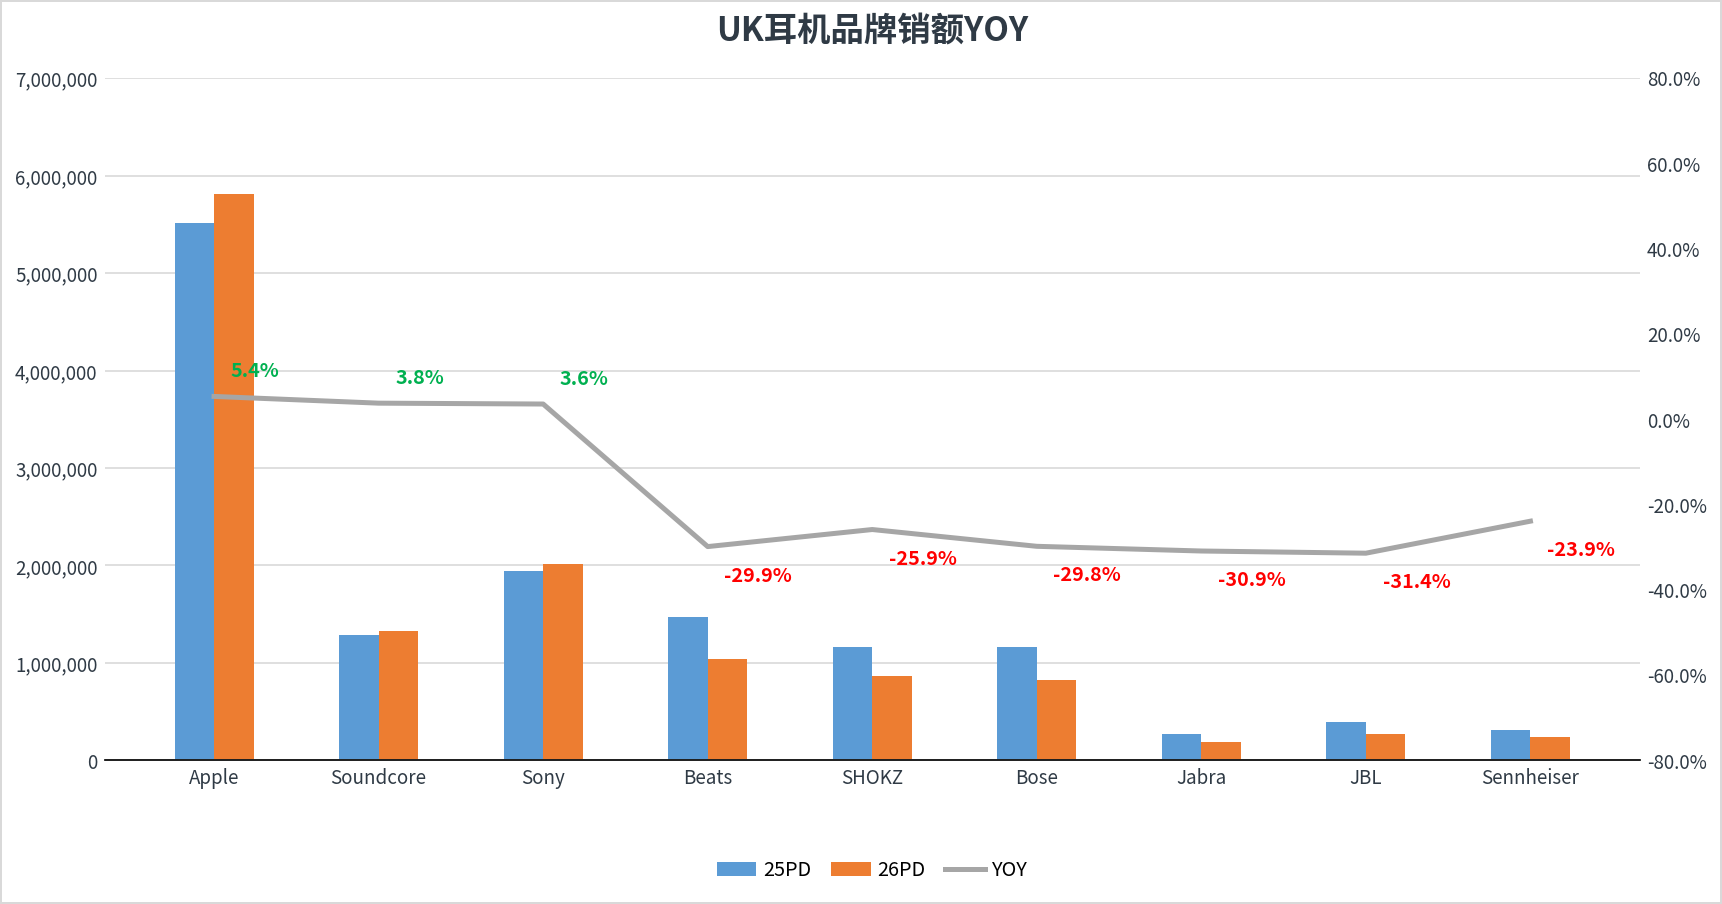 UK耳机品牌销额YOY
7,000,000
6,000,000
5,000,000
4,000,000
3,000,000
2,000,000
1,000,000
0
80.0%
60.0%
40.0%
20.0%
0.0%
-20.0%
-40.0%
-60.0%
-80.0%
5.4%
3.8%
3.6%
-29.9%
-25.9%
-29.8%
-30.9%
-31.4%
-23.9%
Apple
Soundcore
Sony
Beats
SHOKZ
Bose
Jabra
JBL
Sennheiser
25PD
26PD
YOY